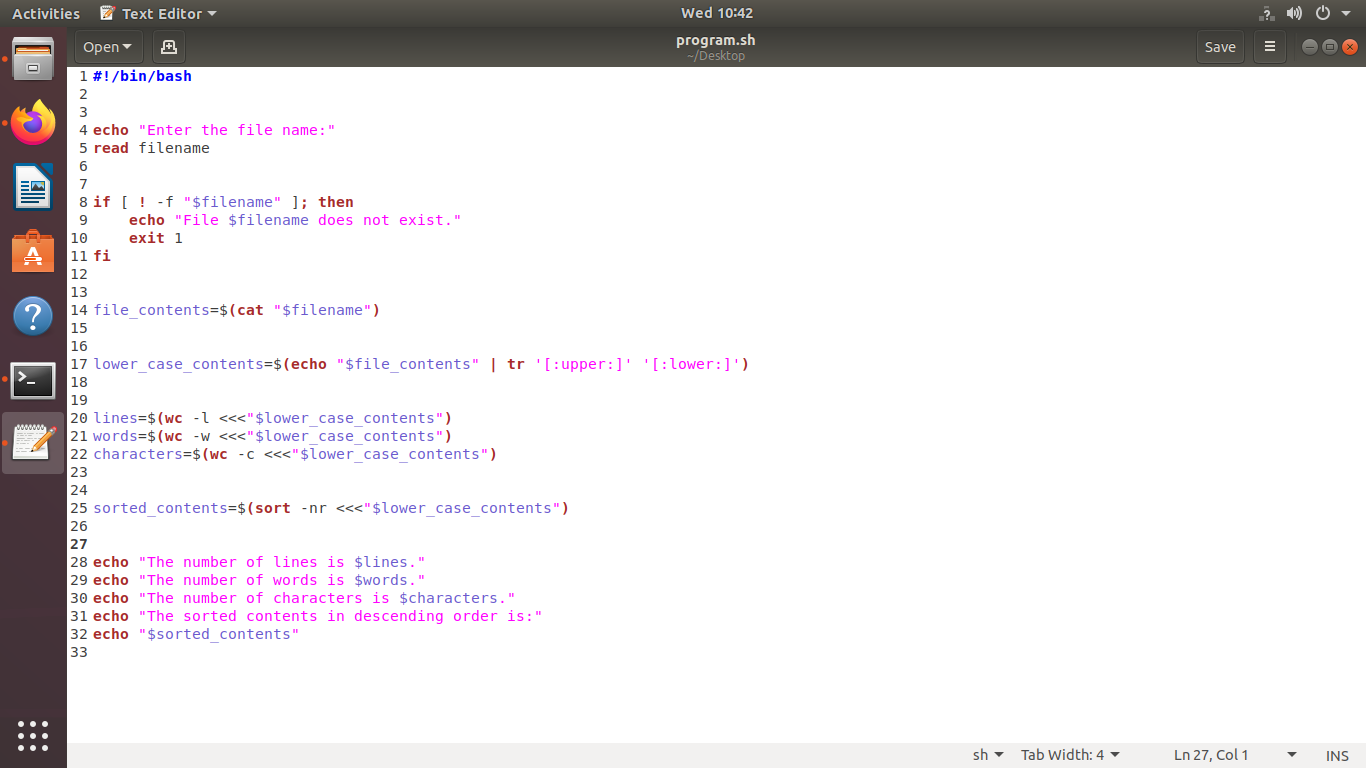 Activities Text Editor Wed 10:42
Open program.sh Save
~/Desktop
1 #!/bin/bash
2
3
4 echo "Enter the file name:"
5 read filename
6
7
8 if [ ! -f "$filename" ]; then
9     echo "File $filename does not exist."
10     exit 1
11 fi
12
13
14 file_contents=$(cat "$filename")
15
16
17 lower_case_contents=$(echo "$file_contents" | tr '[:upper:]' '[:lower:]')
18
19
20 lines=$(wc -l <<<"$lower_case_contents")
21 words=$(wc -w <<<"$lower_case_contents")
22 characters=$(wc -c <<<"$lower_case_contents")
23
24
25 sorted_contents=$(sort -nr <<<"$lower_case_contents")
26
27
28 echo "The number of lines is $lines."
29 echo "The number of words is $words."
30 echo "The number of characters is $characters."
31 echo "The sorted contents in descending order is:"
32 echo "$sorted_contents"
33
sh Tab Width: 4 Ln 27, Col 1 INS